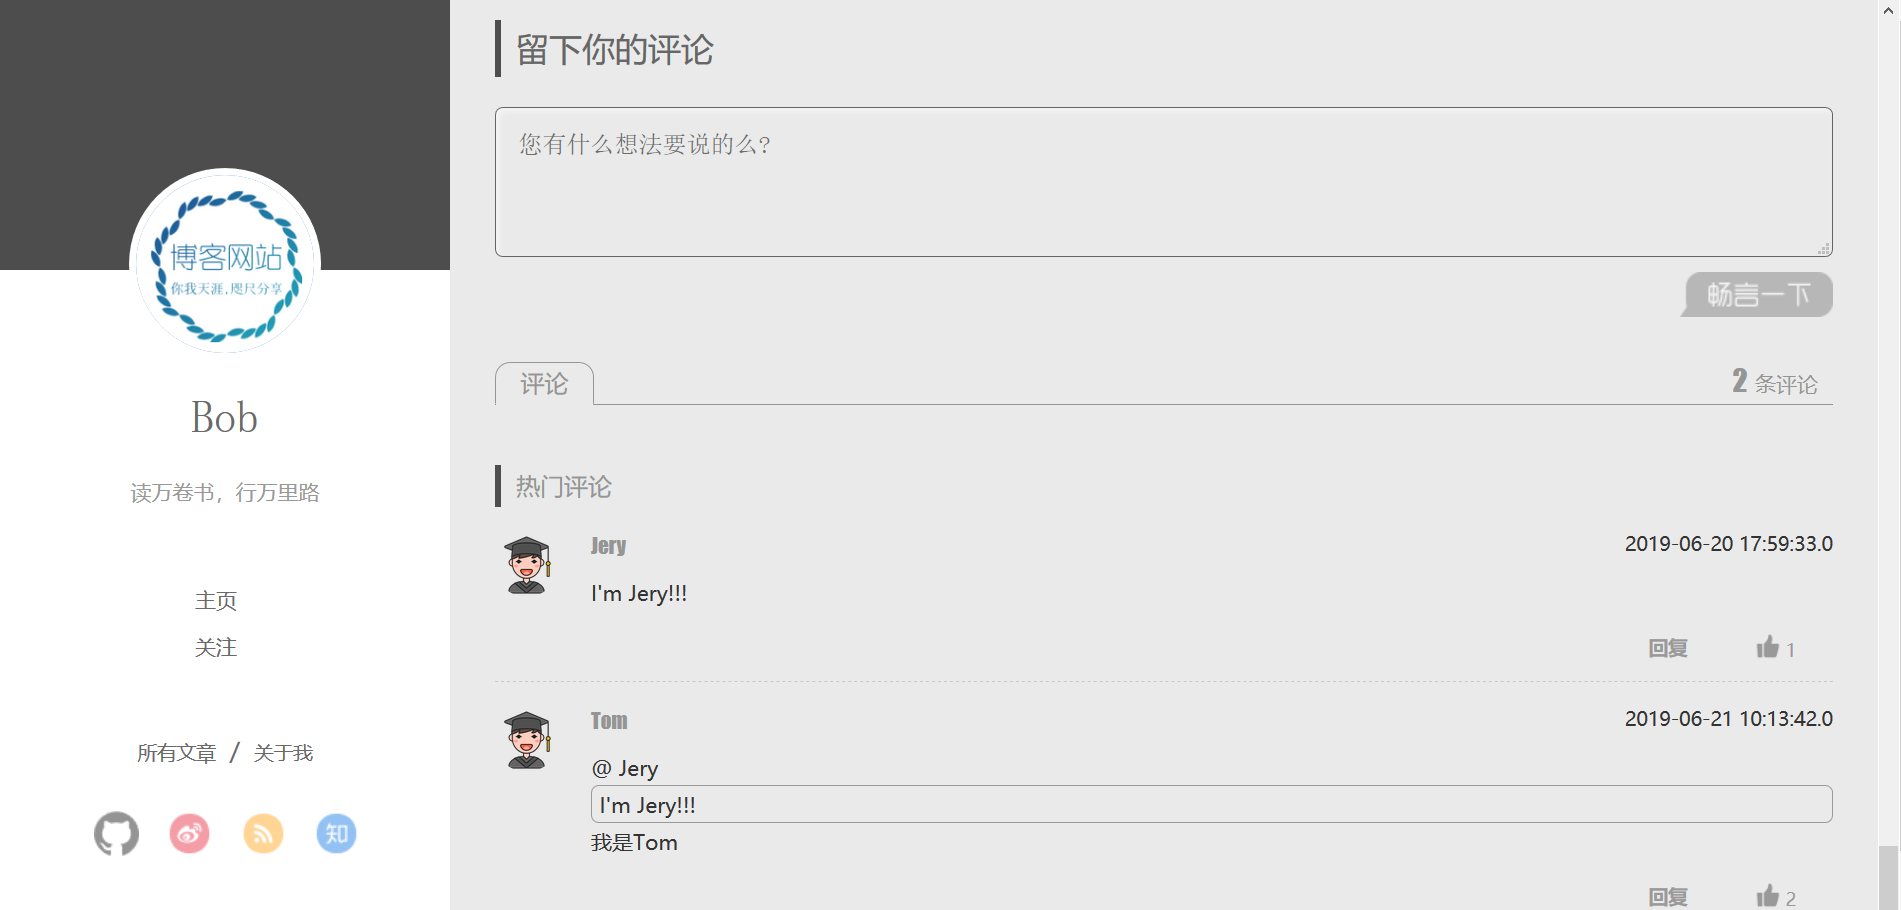 博客网站
你我天涯,咫尺分享
Bob
读万卷书，行万里路
主页
关注
所有文章 / 关于我
知
留下你的评论
您有什么想法要说的么?
畅言一下
评论
2 条评论
热门评论
Jery
2019-06-20 17:59:33.0
I'm Jery!!!
回复
1
Tom
2019-06-21 10:13:42.0
@ Jery
I'm Jery!!!
我是Tom
回复
2